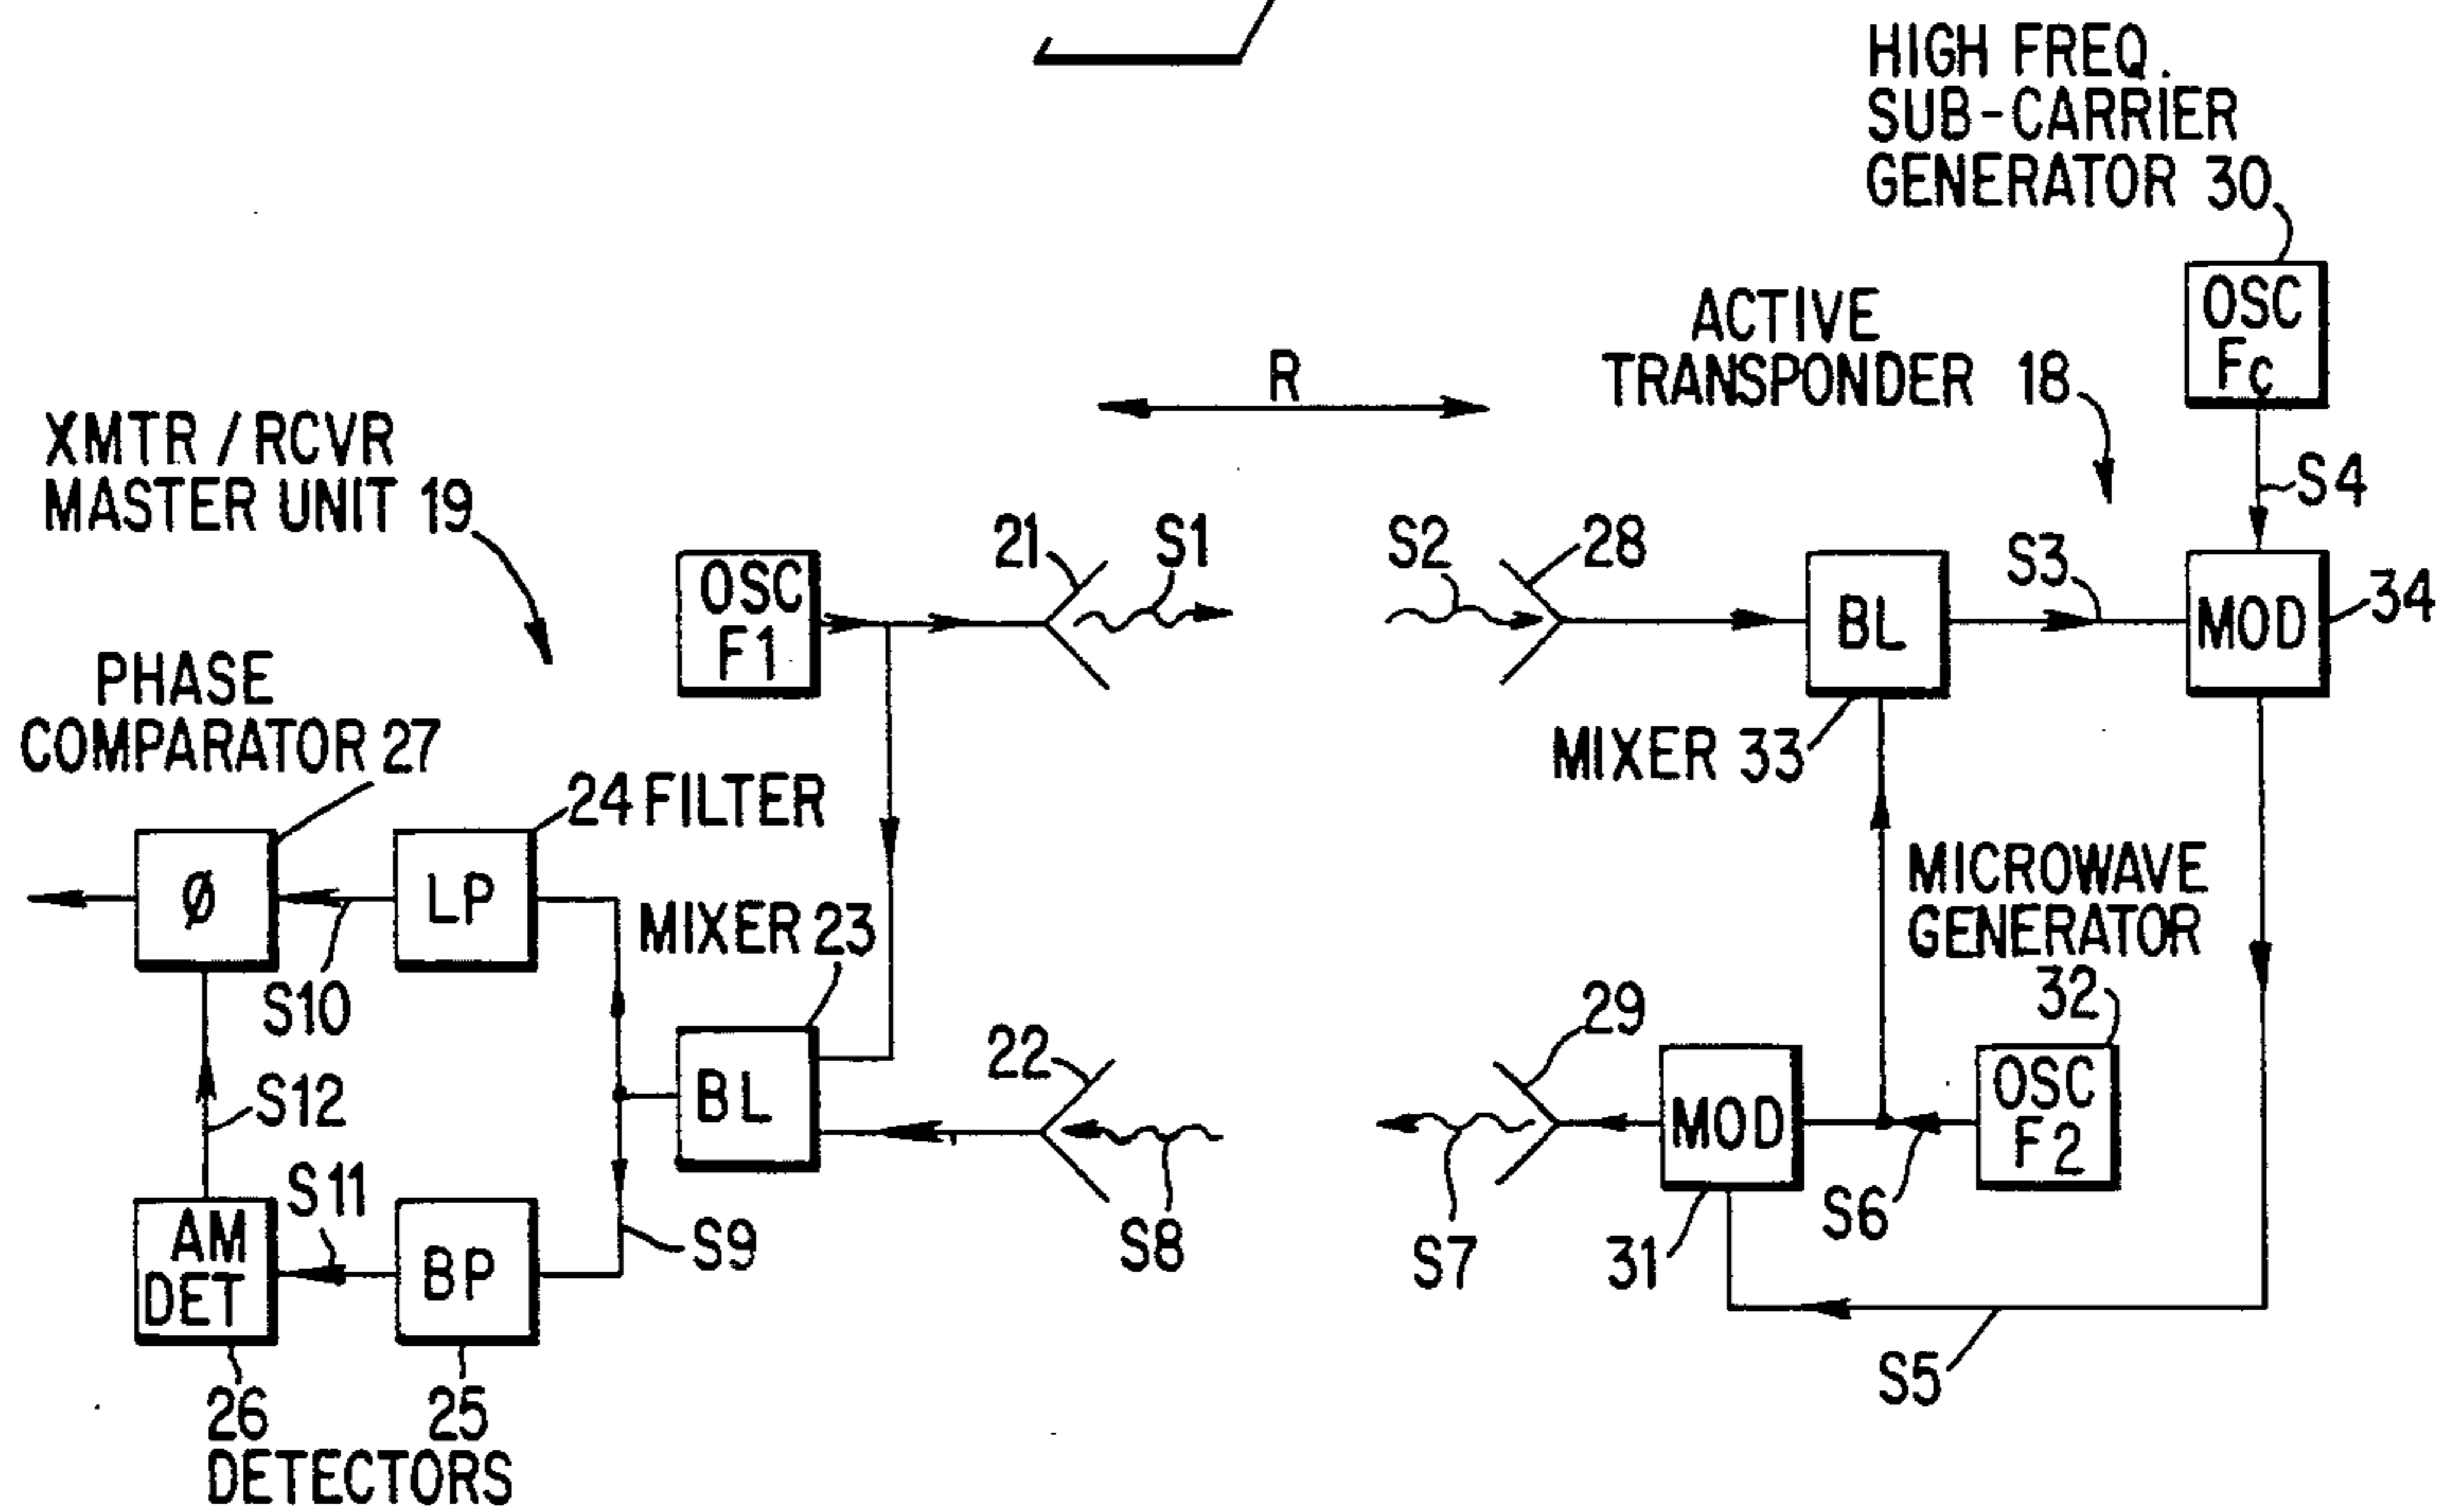 HIGH FREQ.
SUB-CARRIER
GENERATOR 30
OSC
Fc
ACTIVE
TRANSPONDER 18
R
XMTR/RCVR
MASTER UNIT 19
S4
OSC
F1
21
S1
S2
28
BL
S3
MOD
34
PHASE
COMPARATOR 27
MIXER 33
24 FILTER
Ø
LP
MIXER 23
MICROWAVE
GENERATOR
32
S10
29
22
BL
MOD
OSC
F2
S12
S11
AM
DET
BP
S9
S8
S7
31
S6
S5
26
25
DETECTORS